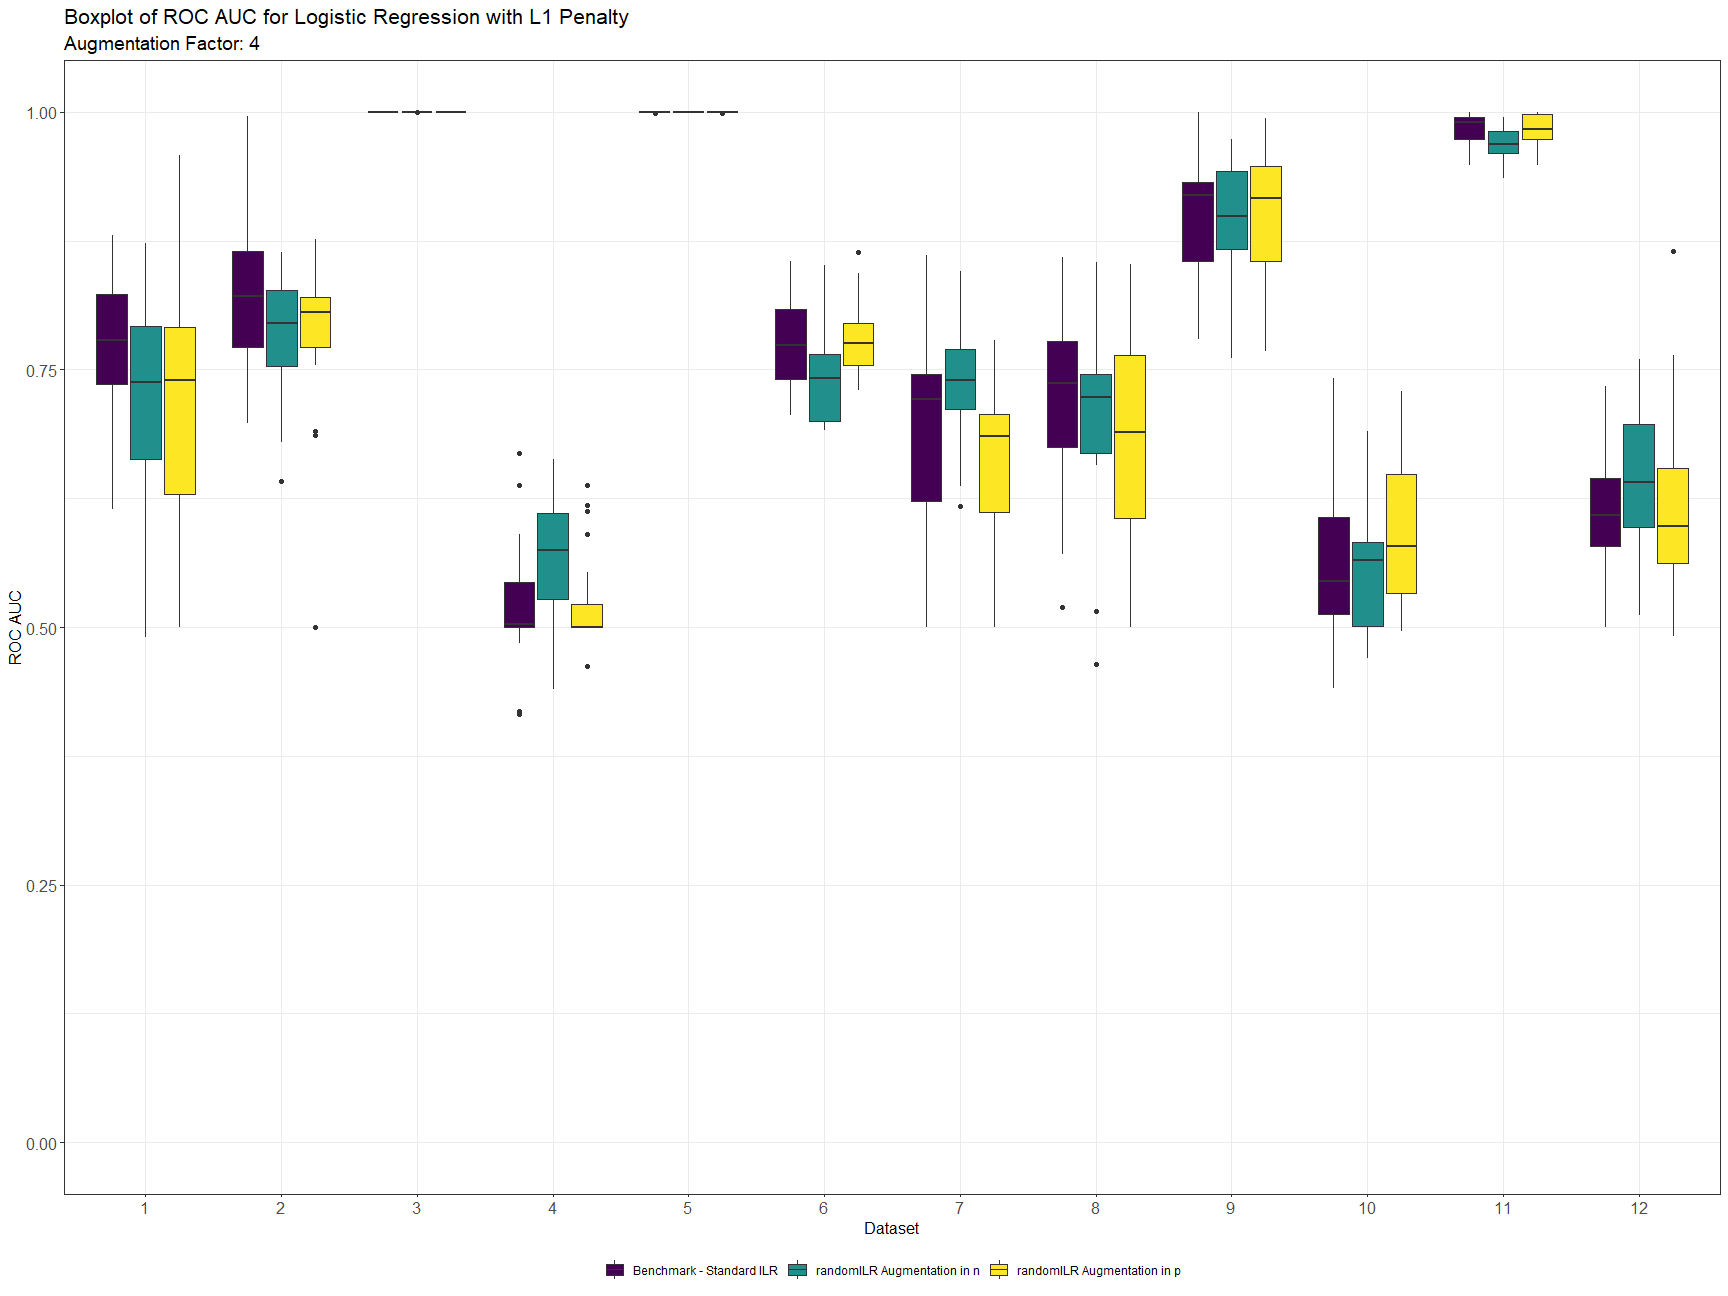 Boxplot of ROC AUC for Logistic Regression with L1 Penalty
Augmentation Factor: 4
1.00
0.75
0.50
0.25
0.00
ROC AUC
1 2 3 4 5 6 7 8 9 10 11 12
Dataset
Benchmark - Standard ILR randomILR Augmentation in n randomILR Augmentation in p